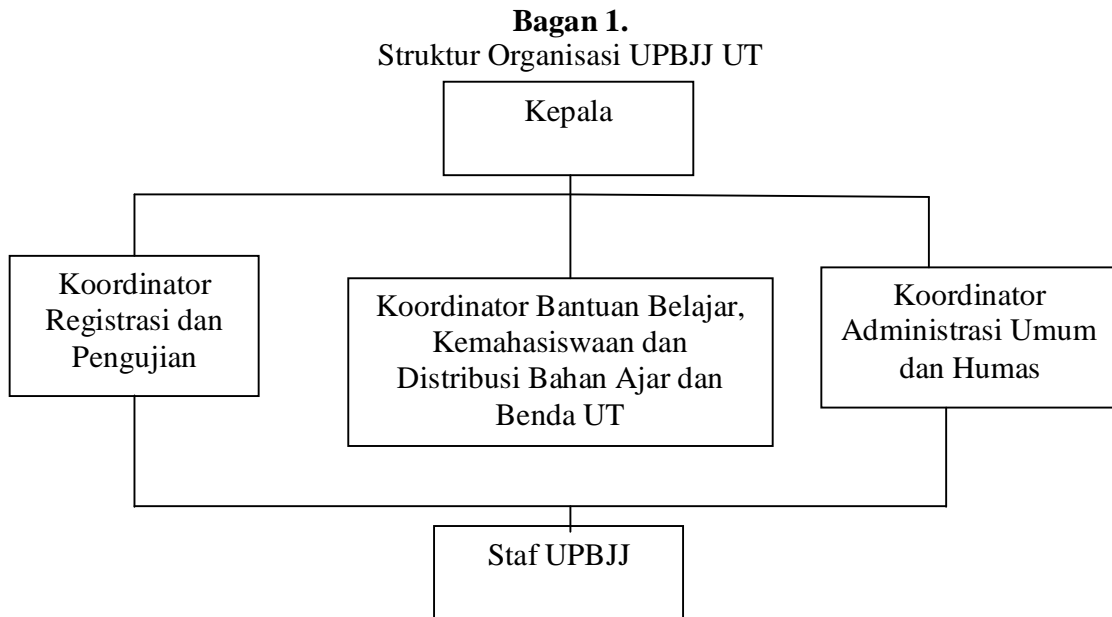 Bagan 1.
Struktur Organisasi UPBJJ UT
Kepala
Koordinator
Registrasi dan
Pengujian
Koordinator Bantuan Belajar,
Kemahasiswaan dan
Distribusi Bahan Ajar dan
Benda UT
Koordinator
Administrasi Umum
dan Humas
Staf UPBJJ